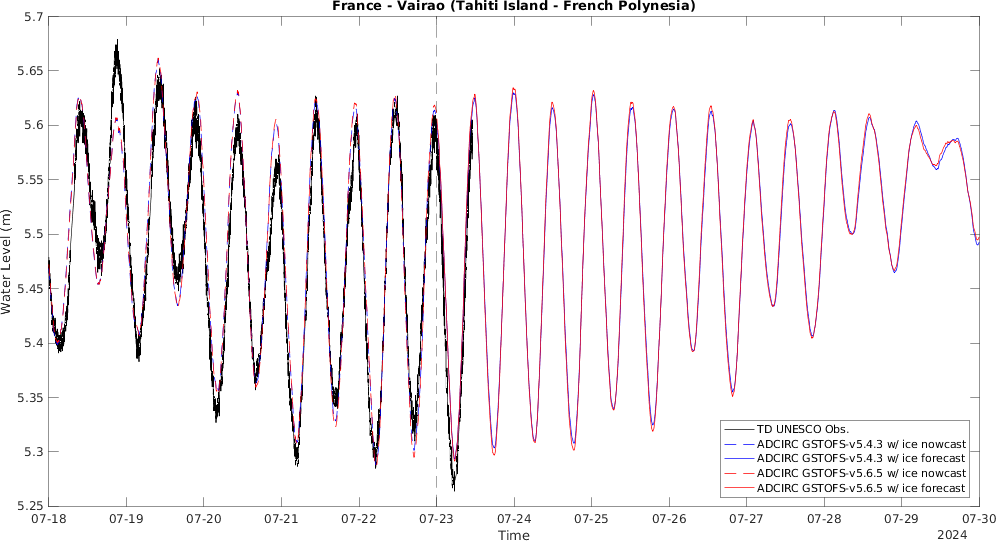 France - Vairao (Tahiti Island - French Polynesia)
5.7
5.65
5.6
5.55
5.5
5.45
5.4
5.35
5.3
5.25
Water Level (m)
TD UNESCO Obs.
ADCIRC GSTOFS-v5.4.3 w/ ice nowcast
ADCIRC GSTOFS-v5.4.3 w/ ice forecast
ADCIRC GSTOFS-v5.6.5 w/ ice nowcast
ADCIRC GSTOFS-v5.6.5 w/ ice forecast
07-18 07-19 07-20 07-21 07-22 07-23 07-24 07-25 07-26 07-27 07-28 07-29 07-30
Time
2024